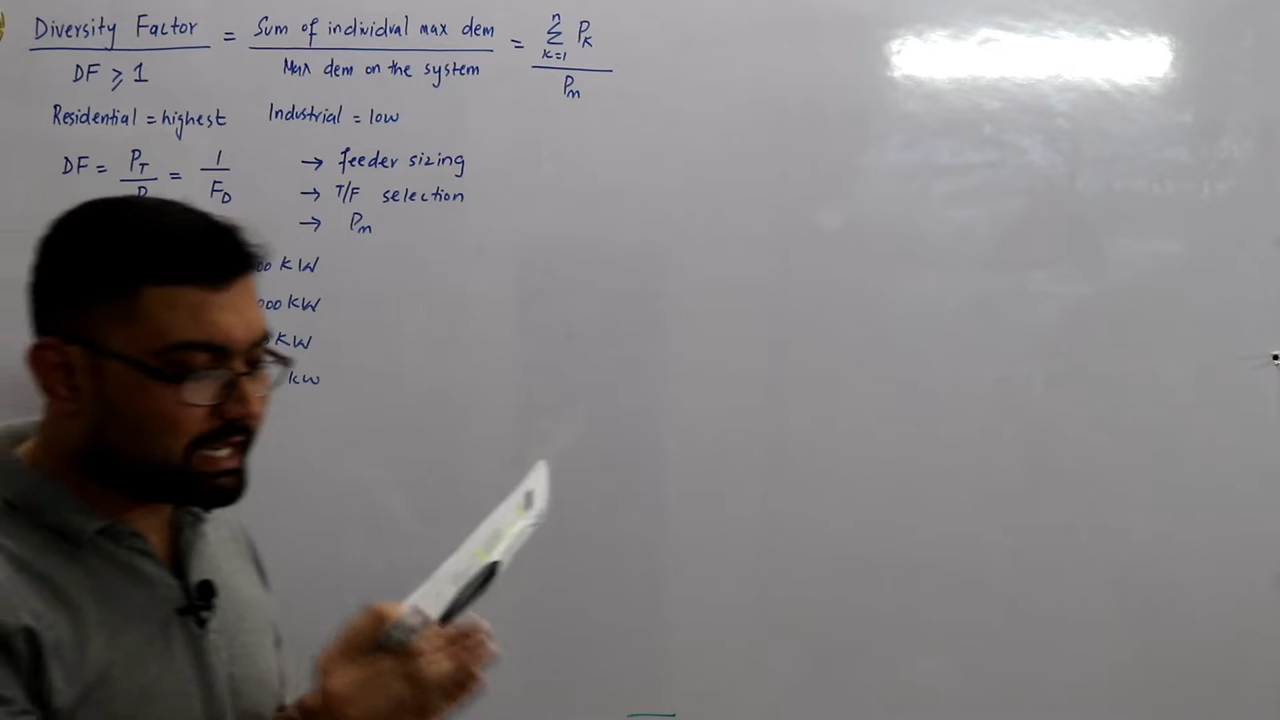 Diversity Factor = Sum of individual max dem / Max dem on the system = n Σ k=1 Pk / Pm
DF ⩾ 1
Residential = highest Industrial = low
DF = PT / P = 1 / FD → feeder sizing
→ T/F selection
→ Pm
00 KW
000 KW
KW
KW